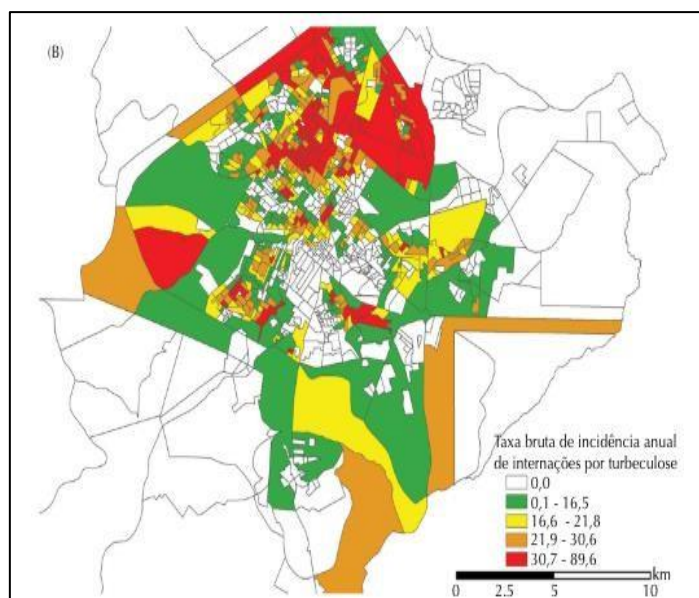 (B)
Taxa bruta de incidência anual
de internações por turbeculose
0,0
0,1 - 16,5
16,6 - 21,8
21,9 - 30,6
30,7 - 89,6
km
0 2.5 5 10